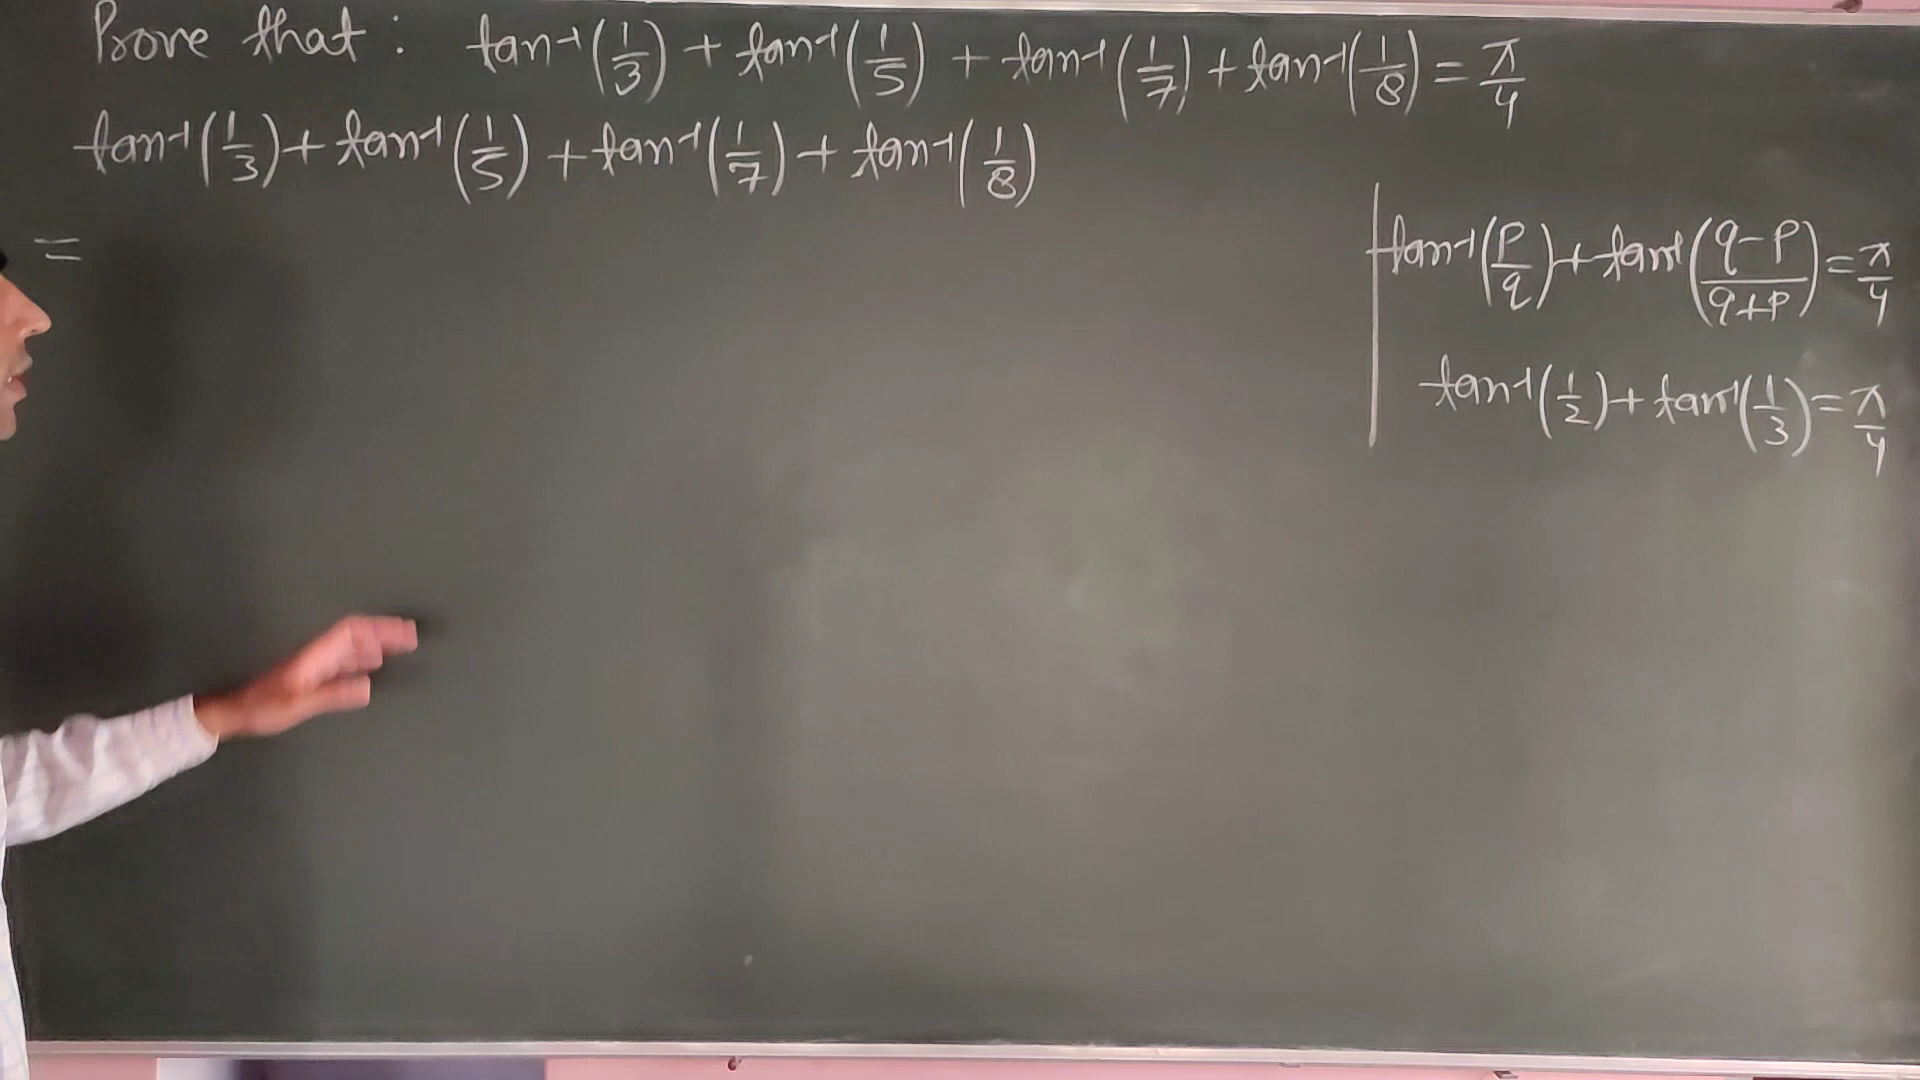 Prove that : tan⁻¹(1/3) + tan⁻¹(1/5) + tan⁻¹(1/7) + tan⁻¹(1/8) = π/4
tan⁻¹(1/3) + tan⁻¹(1/5) + tan⁻¹(1/7) + tan⁻¹(1/8)
=
tan⁻¹(p/q) + tan⁻¹((q-p)/(q+p)) = π/4
tan⁻¹(1/2) + tan⁻¹(1/3) = π/4